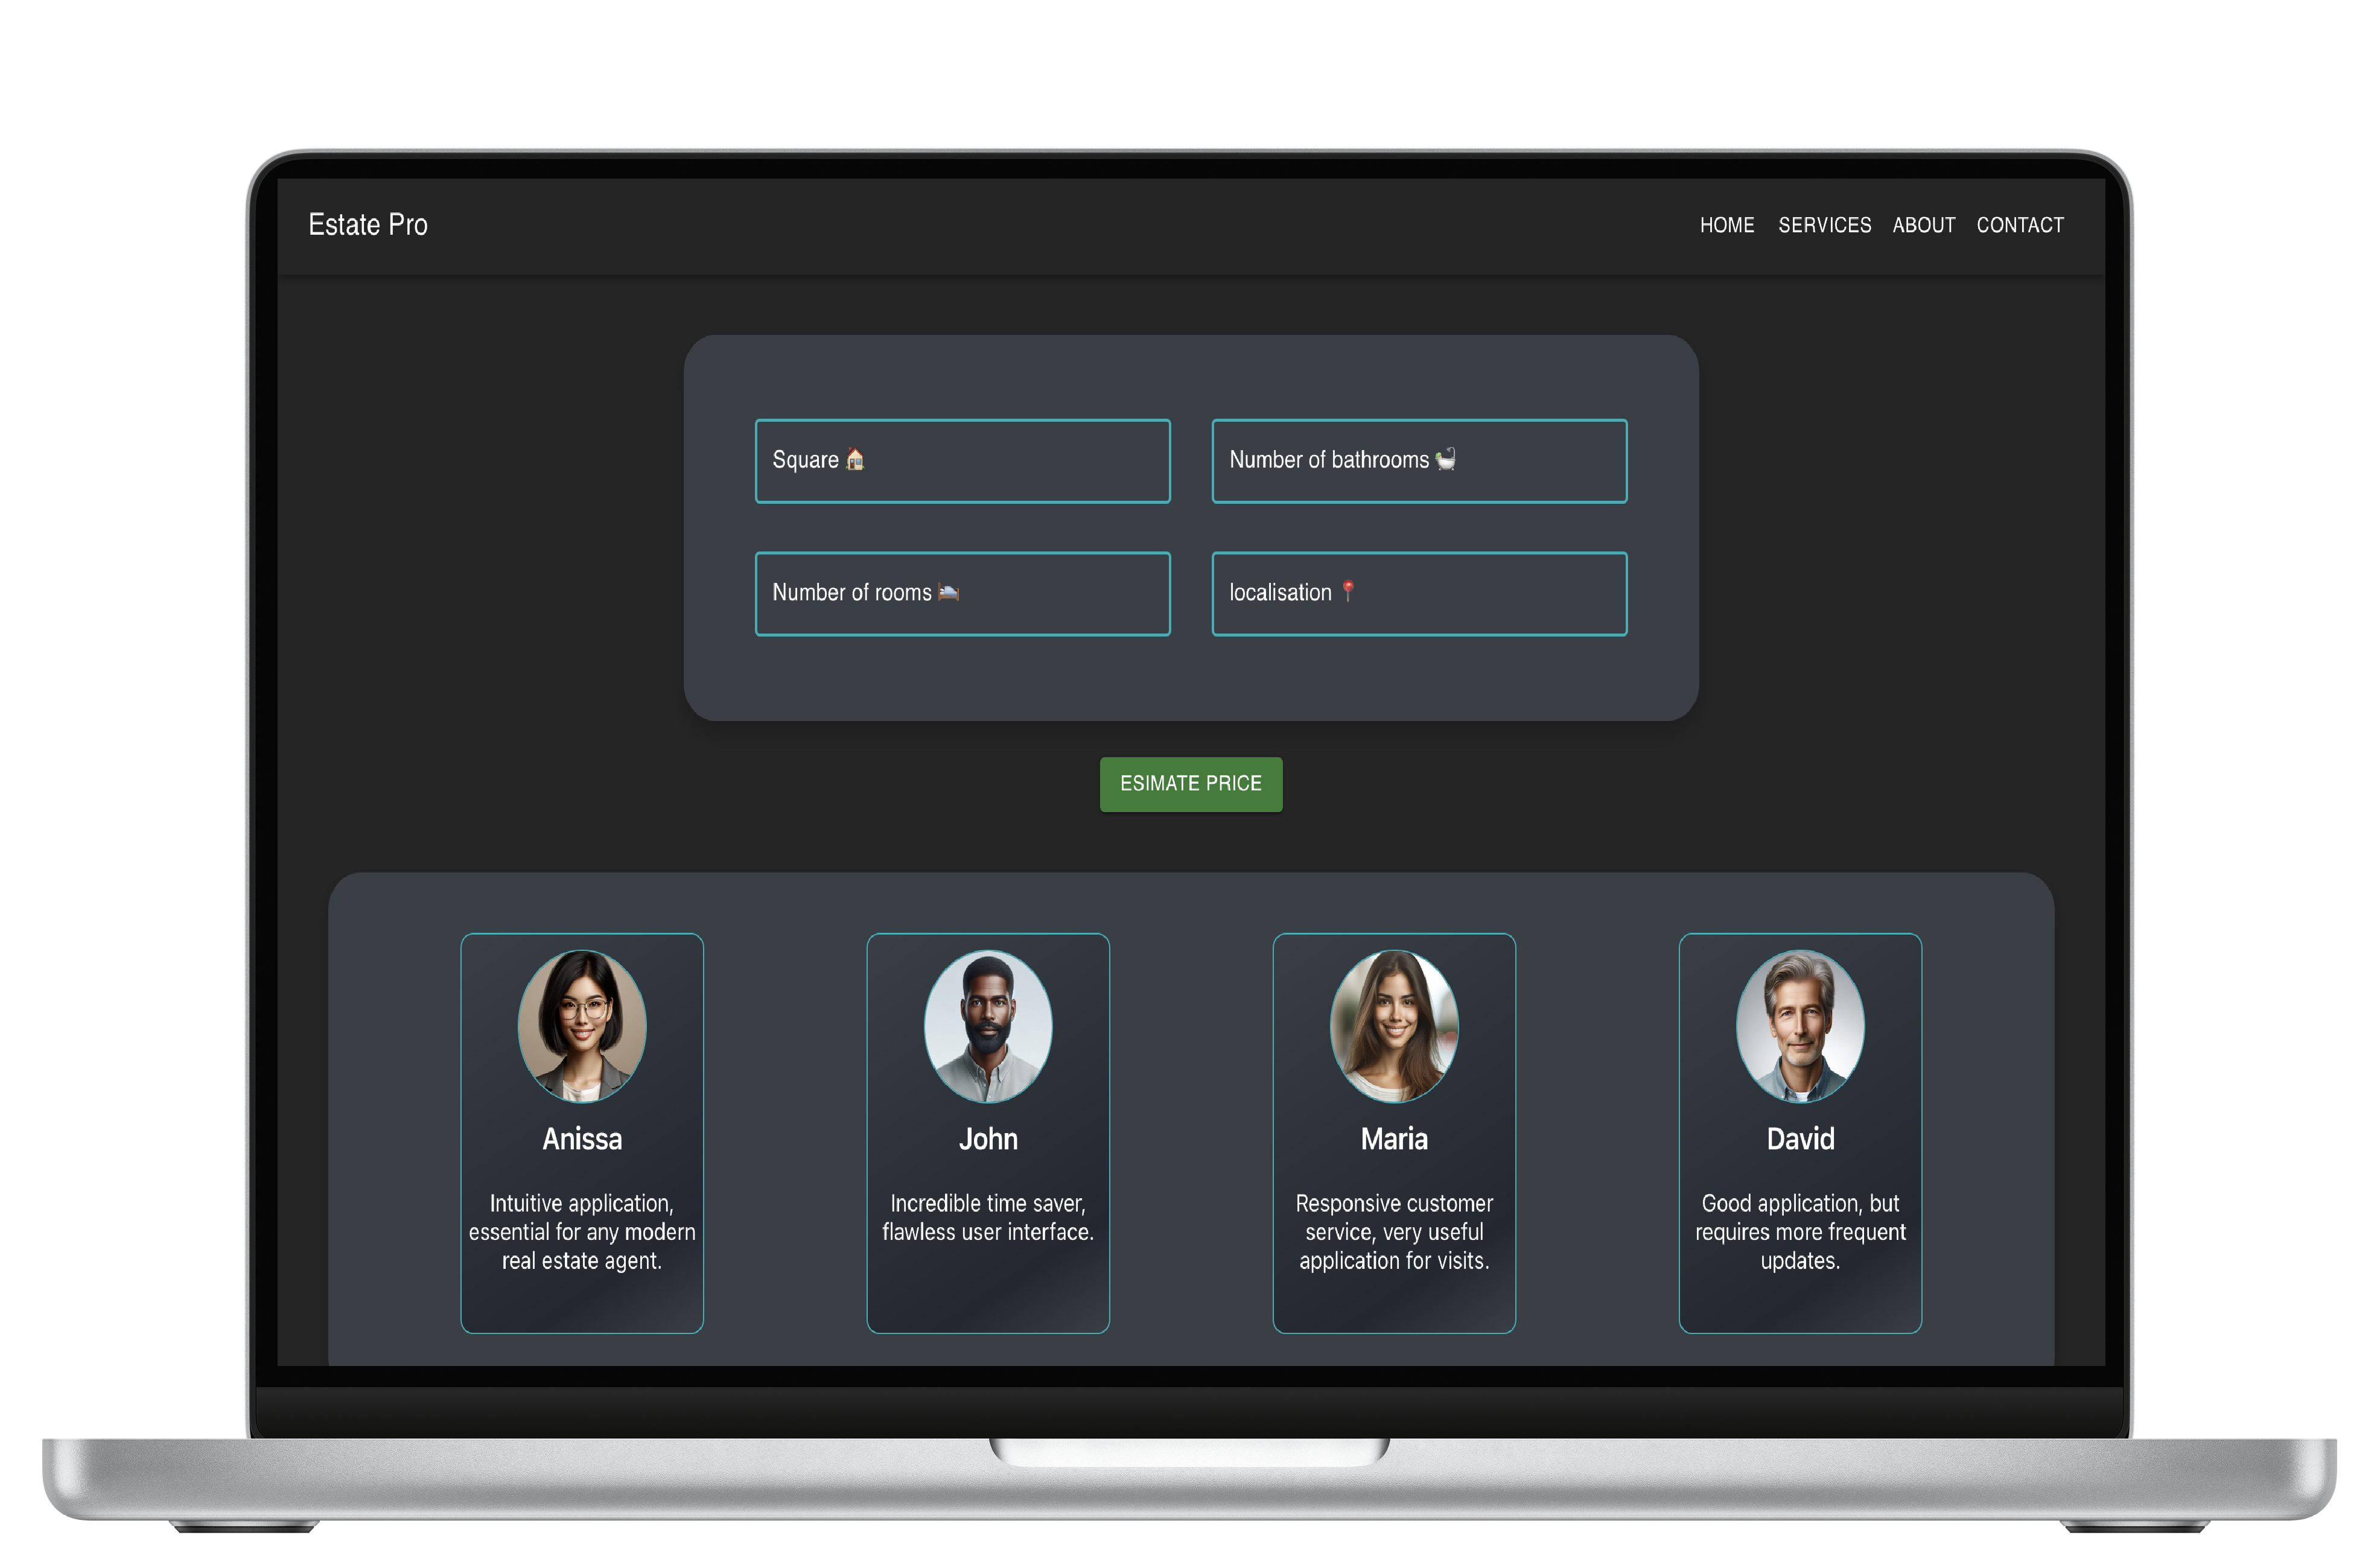 Estate Pro
HOME SERVICES ABOUT CONTACT
Square 🏠
Number of bathrooms 🛀
Number of rooms 🛌
localisation 📍
ESIMATE PRICE
Anissa
Intuitive application,
essential for any modern
real estate agent.
John
Incredible time saver,
flawless user interface.
Maria
Responsive customer
service, very useful
application for visits.
David
Good application, but
requires more frequent
updates.